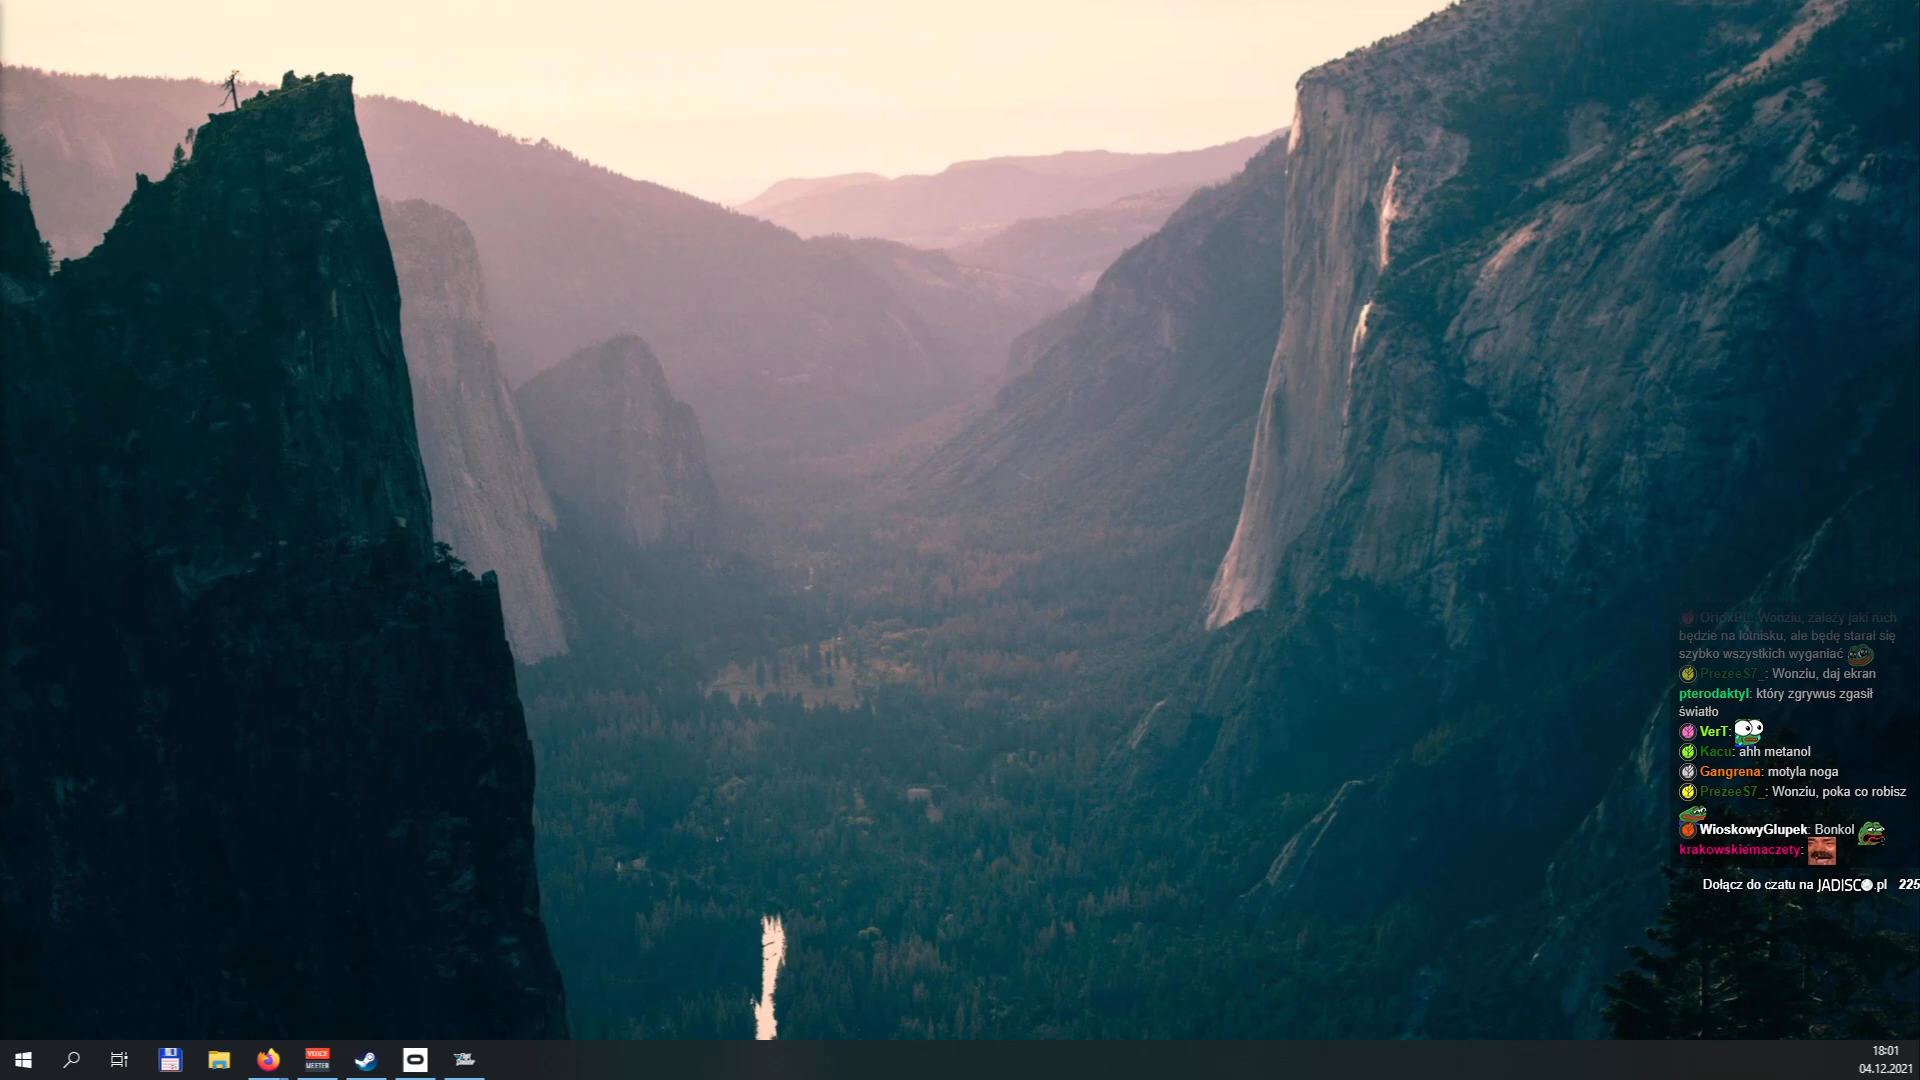 OrioxPL: Wonziu, zależy jaki ruch
będzie na lotnisku, ale będę starał się
szybko wszystkich wyganiać
PrezeeS7_: Wonziu, daj ekran
pterodaktyl: który zgrywus zgasił
światło
VerT:
Kacu: ahh metanol
Gangrena: motyla noga
PrezeeS7_: Wonziu, poka co robisz
WioskowyGlupek: Bonkol
krakowskiemaczety:
Dołącz do czatu na JADISCO.pl 225
VOICE
MEETER
18:01
04.12.2021